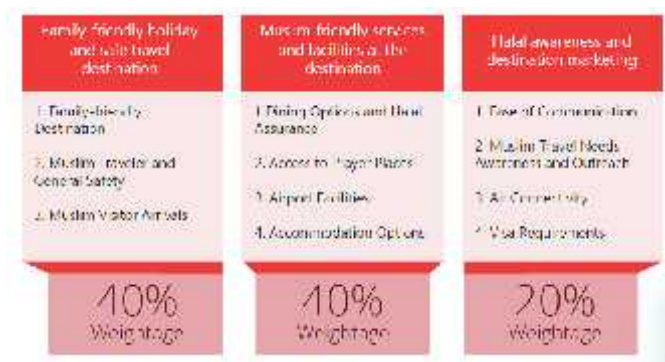 Family-friendly holiday
and safe travel
destination
1. Family-friendly
Destination
2. Muslim Traveler and
General Safety
3. Muslim Visitor Arrivals
40%
Weightage
Muslim-friendly services
and facilities at the
destination
1. Dining Options and Halal
Assurance
2. Access to Prayer Places
3. Airport Facilities
4. Accommodation Options
40%
Weightage
Halal awareness and
destination marketing
1. Ease of Communication
2. Muslim Travel Needs
Awareness and Outreach
3. Air Connectivity
4. Visa Requirements
20%
Weightage